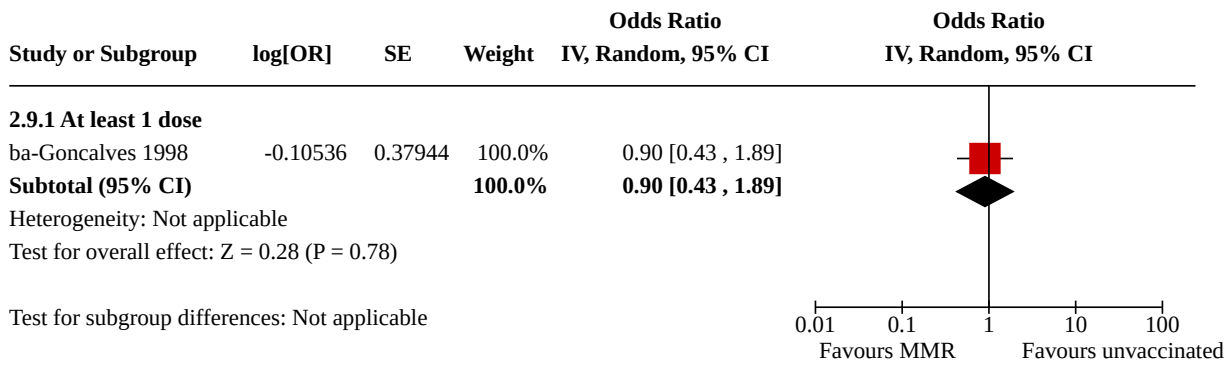 Odds Ratio Odds Ratio
Study or Subgroup log[OR] SE Weight IV, Random, 95% CI IV, Random, 95% CI
2.9.1 At least 1 dose
ba-Goncalves 1998 -0.10536 0.37944 100.0% 0.90 [0.43 , 1.89]
Subtotal (95% CI) 100.0% 0.90 [0.43 , 1.89]
Heterogeneity: Not applicable
Test for overall effect: Z = 0.28 (P = 0.78)
Test for subgroup differences: Not applicable
0.01 0.1 1 10 100
Favours MMR Favours unvaccinated